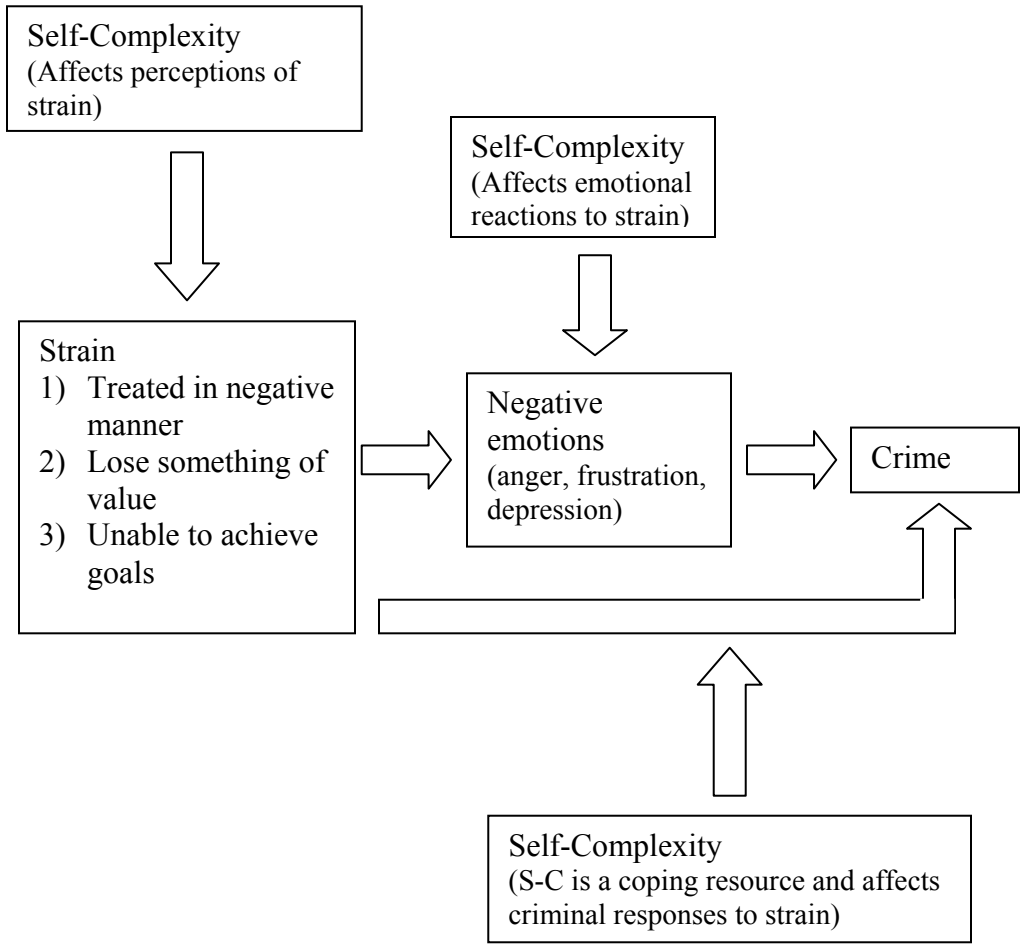 Self-Complexity
(Affects perceptions of
strain)
Self-Complexity
(Affects emotional
reactions to strain)
Strain
1) Treated in negative
manner
2) Lose something of
value
3) Unable to achieve
goals
Negative
emotions
(anger, frustration,
depression)
Crime
Self-Complexity
(S-C is a coping resource and affects
criminal responses to strain)